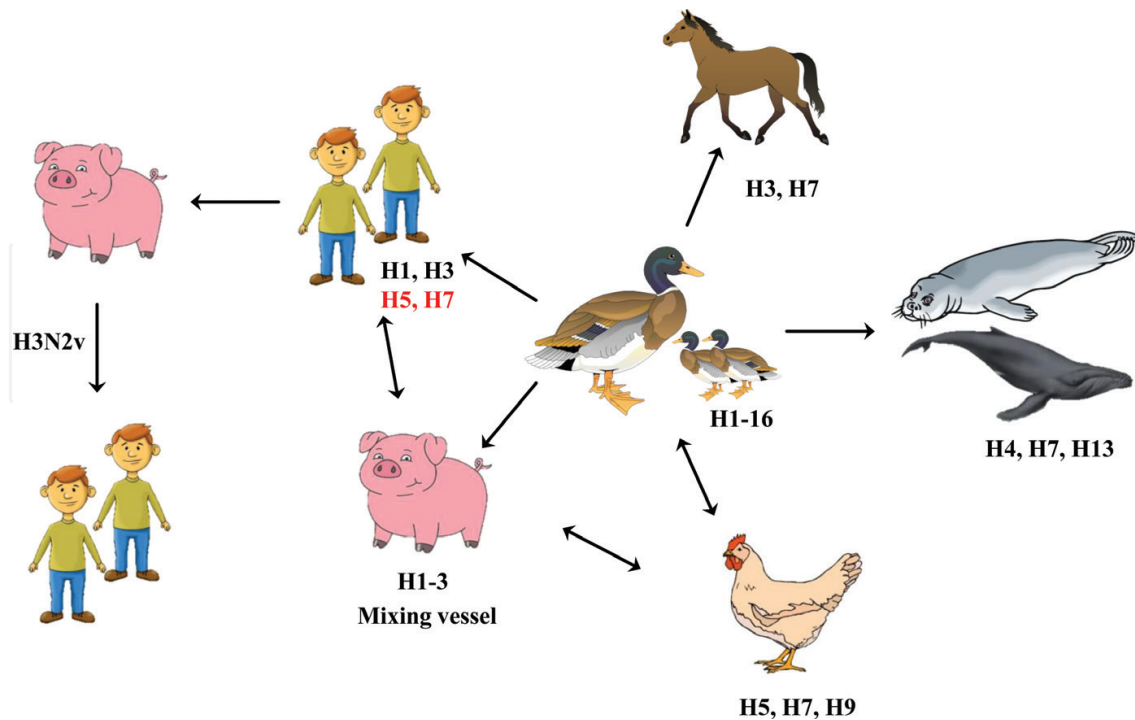 H3, H7
H1, H3
H5, H7
H3N2v
H1-16
H4, H7, H13
H1-3
Mixing vessel
H5, H7, H9